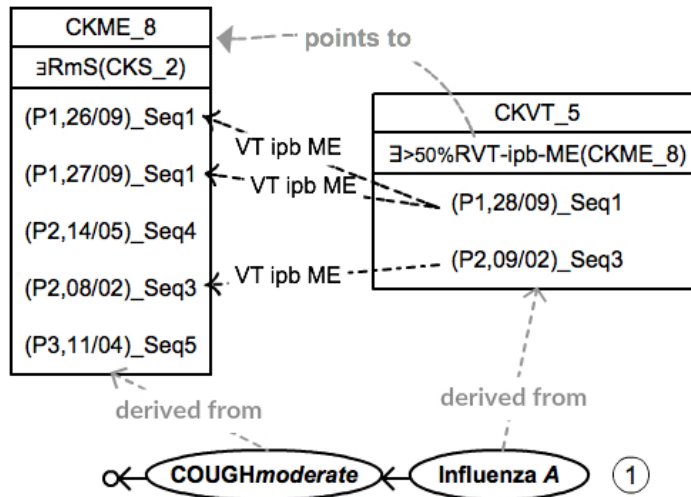 CKME_8
∃RmS(CKS_2)
(P1,26/09)_Seq1
(P1,27/09)_Seq1
(P2,14/05)_Seq4
(P2,08/02)_Seq3
(P3,11/04)_Seq5
points to
VT ipb ME
VT ipb ME
VT ipb ME
CKVT_5
∃>50%RVT-ipb-ME(CKME_8)
(P1,28/09)_Seq1
(P2,09/02)_Seq3
derived from
derived from
COUGHmoderate
Influenza A
1